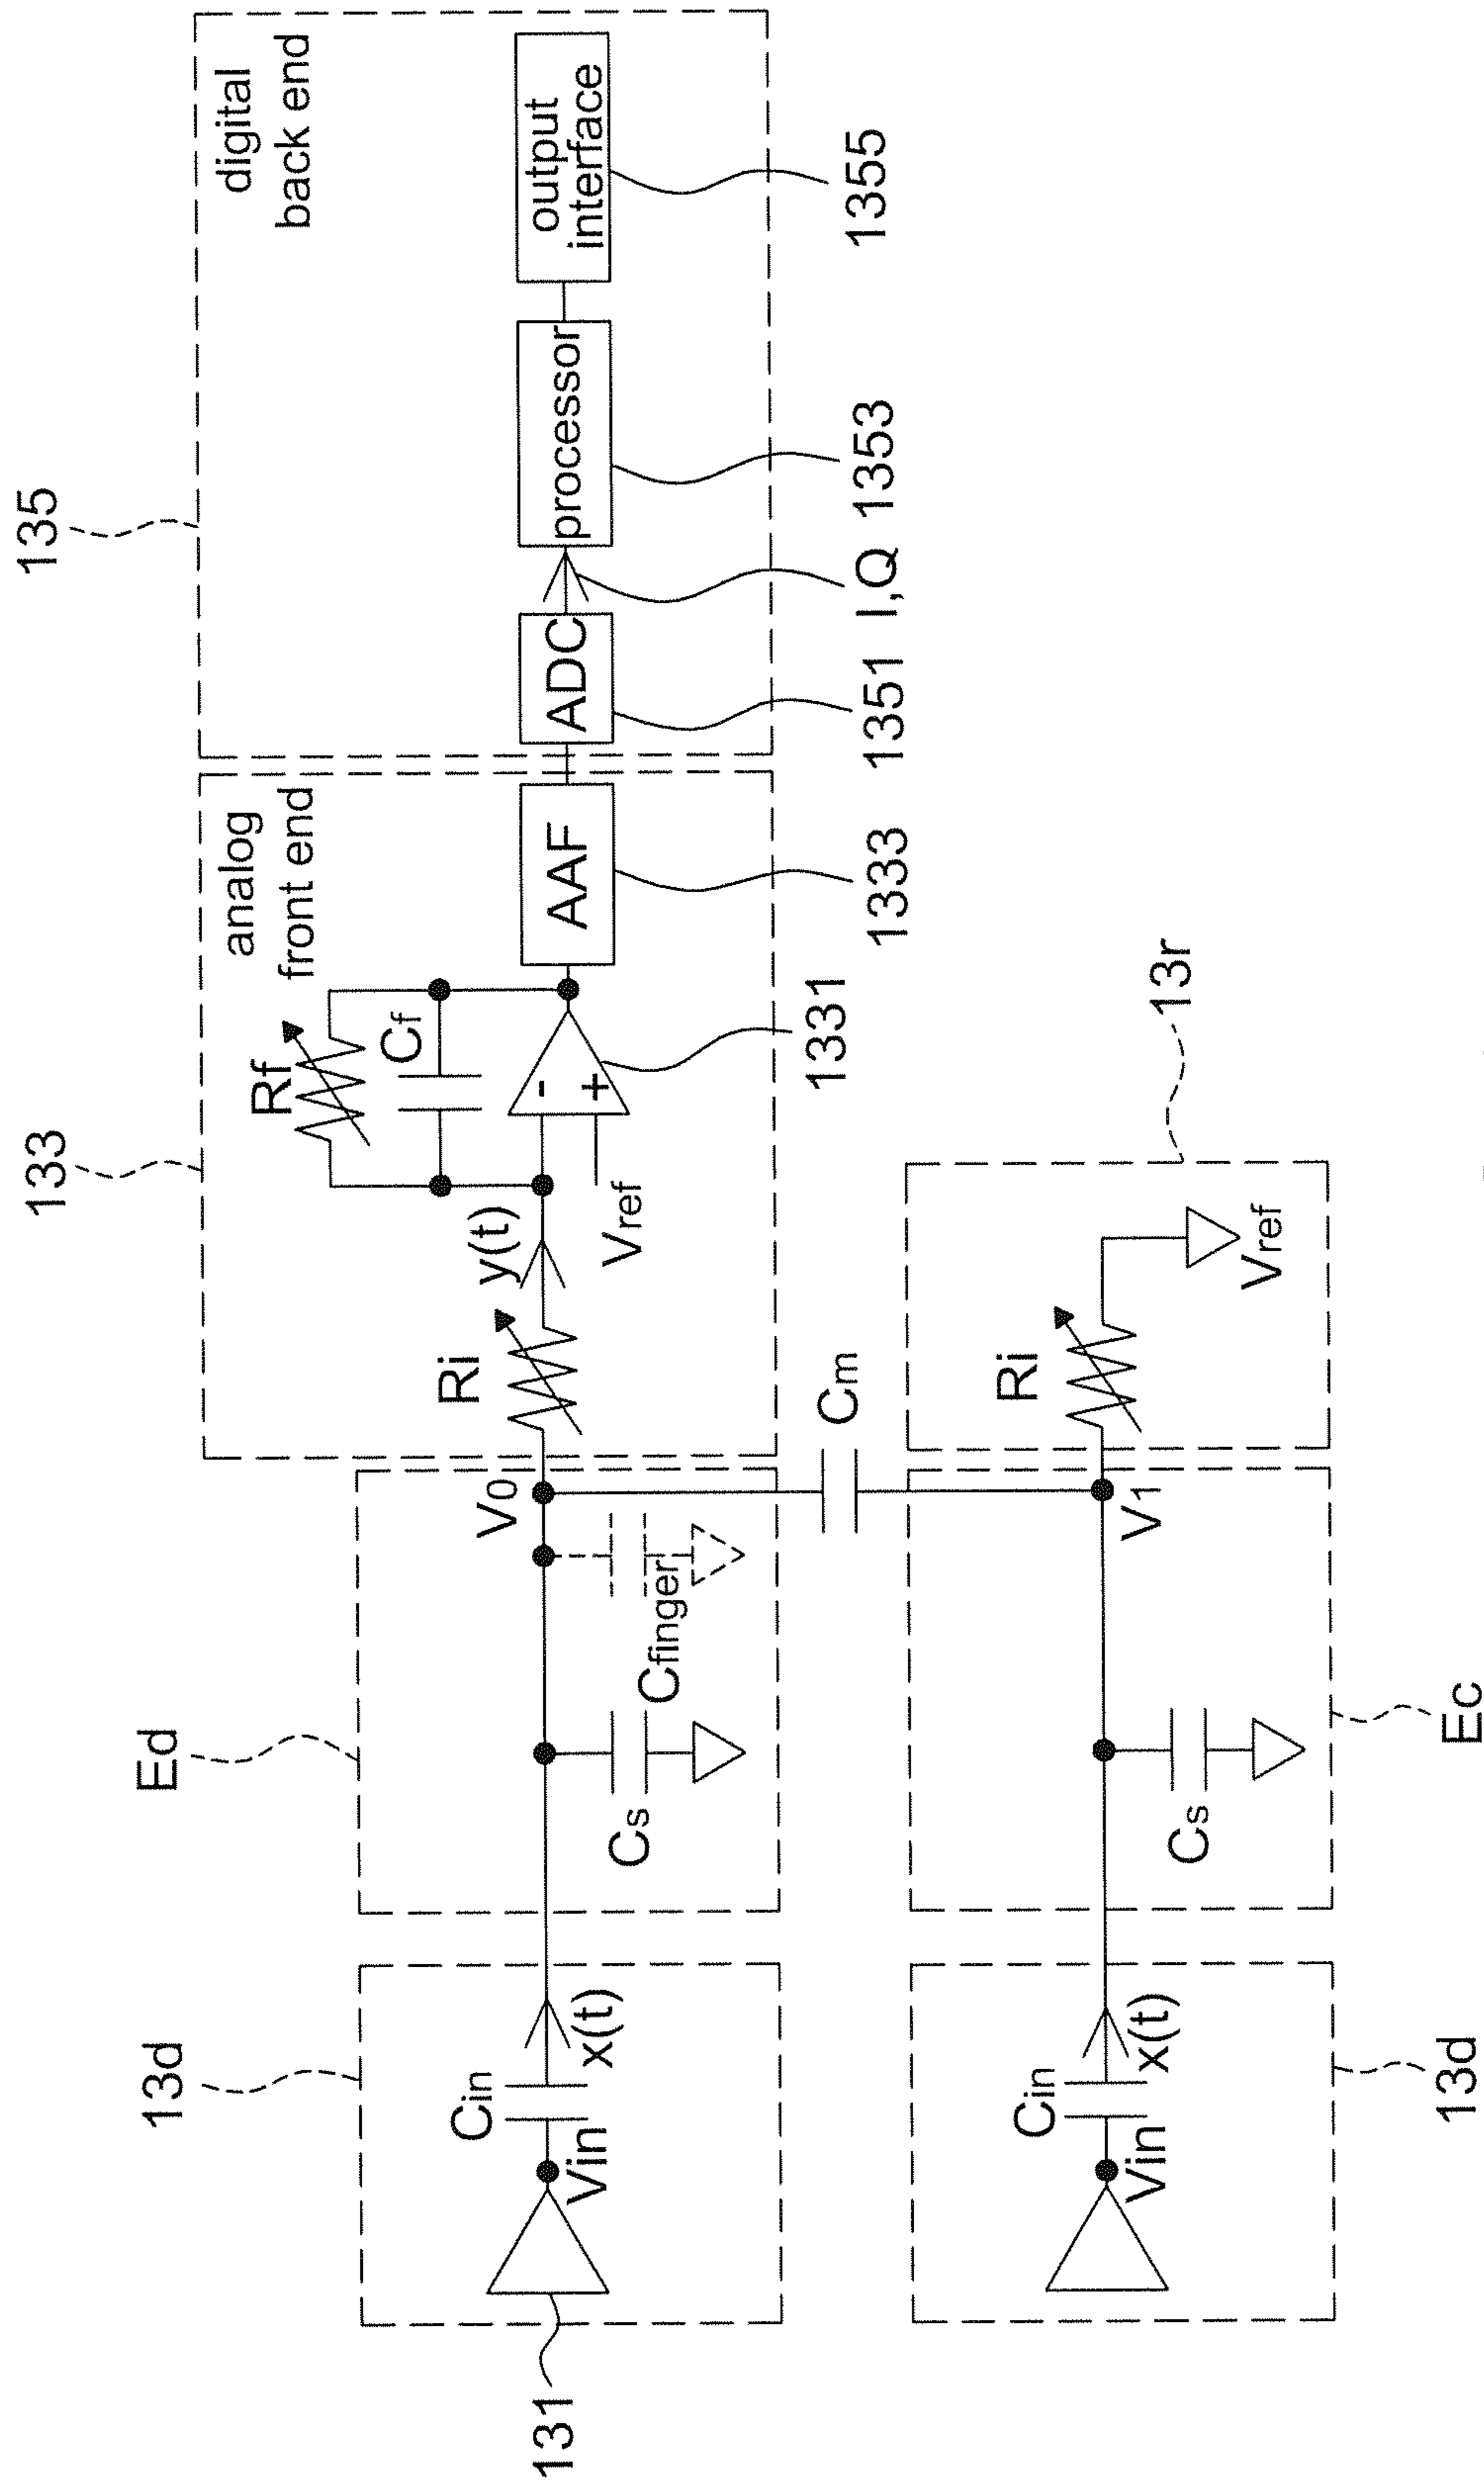 135
digital
back end
output
interface
processor
ADC
1355
1353
I,Q
1351
133
analog
front end
Rf
Cf
AAF
1333
-
+
1331
y(t)
Vref
Ri
V0
Cm
Ed
Cs
Cfinger
13d
Cin
x(t)
Vin
131
13r
Ri
Vref
V1
Cs
Ec
Cin
x(t)
Vin
13d